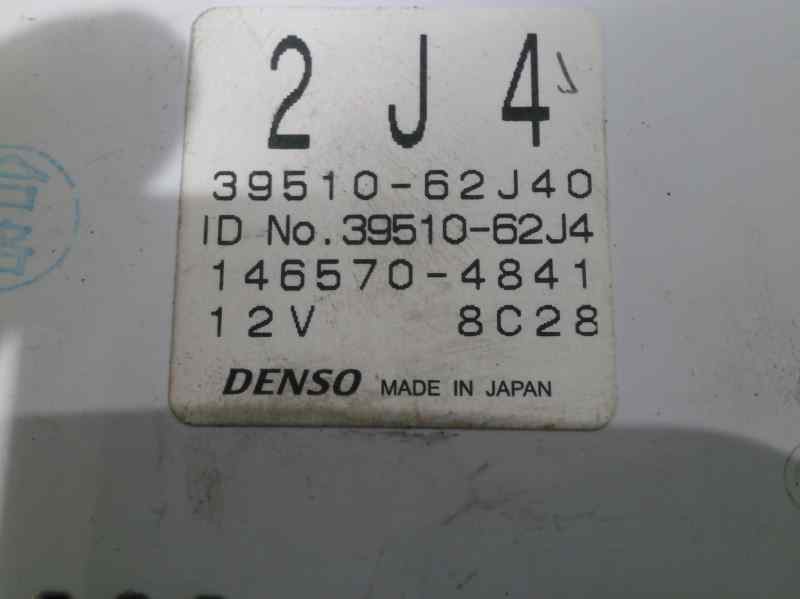 2 J 4
39510-62J40
ID No. 39510-62J4
146570-4841
12V 8C28
DENSO MADE IN JAPAN